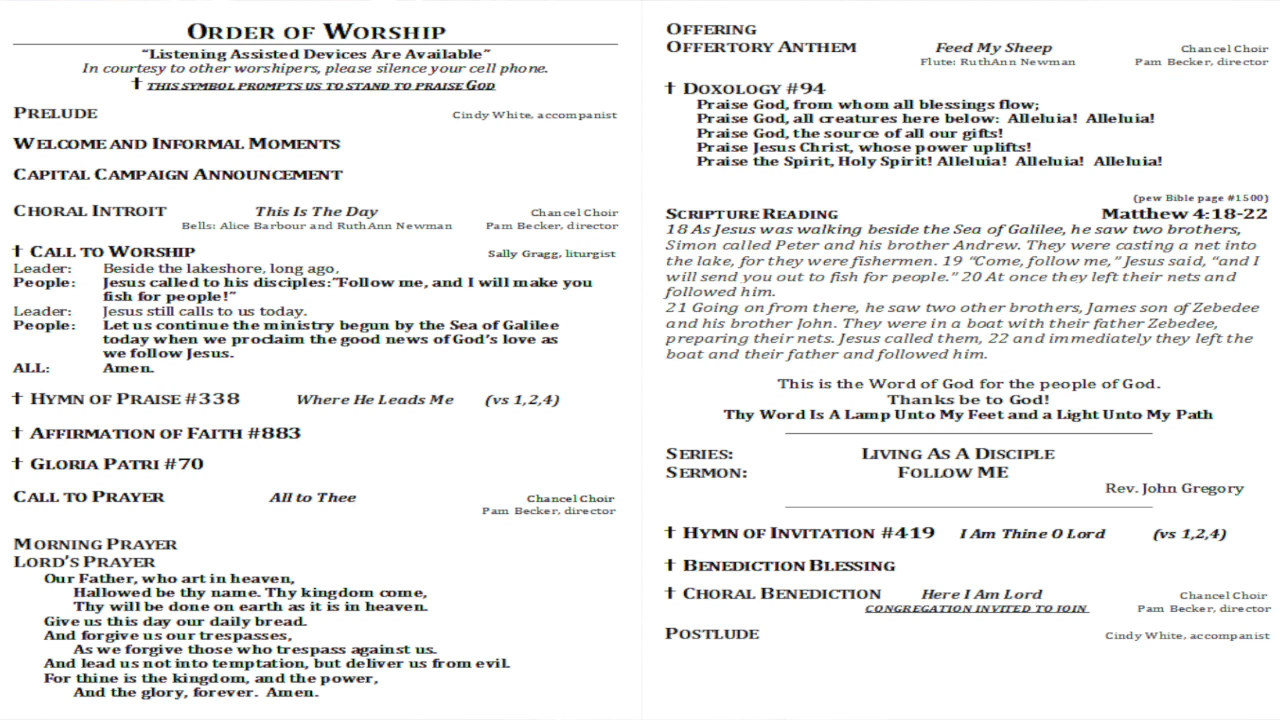 ORDER OF WORSHIP
“Listening Assisted Devices Are Available”
In courtesy to other worshipers, please silence your cell phone.
† THIS SYMBOL PROMPTS US TO STAND TO PRAISE GOD
PRELUDE Cindy White, accompanist
WELCOME AND INFORMAL MOMENTS
CAPITAL CAMPAIGN ANNOUNCEMENT
CHORAL INTROIT This Is The Day Chancel Choir
Bells: Alice Barbour and RuthAnn Newman Pam Becker, director
† CALL TO WORSHIP Sally Gragg, liturgist
Leader: Beside the lakeshore, long ago,
People: Jesus called to his disciples:"Follow me, and I will make you
fish for people!”
Leader: Jesus still calls to us today.
People: Let us continue the ministry begun by the Sea of Galilee
today when we proclaim the good news of God’s love as
we follow Jesus.
ALL: Amen.
† HYMN OF PRAISE #338 Where He Leads Me (vs 1,2,4)
† AFFIRMATION OF FAITH #883
† GLORIA PATRI #70
CALL TO PRAYER All to Thee Chancel Choir
Pam Becker, director
MORNING PRAYER
LORD’S PRAYER
Our Father, who art in heaven,
Hallowed be thy name. Thy kingdom come,
Thy will be done on earth as it is in heaven.
Give us this day our daily bread.
And forgive us our trespasses,
As we forgive those who trespass against us.
And lead us not into temptation, but deliver us from evil.
For thine is the kingdom, and the power,
And the glory, forever. Amen.
OFFERING
OFFERTORY ANTHEM Feed My Sheep Chancel Choir
Flute: RuthAnn Newman Pam Becker, director
† DOXOLOGY #94
Praise God, from whom all blessings flow;
Praise God, all creatures here below: Alleluia! Alleluia!
Praise God, the source of all our gifts!
Praise Jesus Christ, whose power uplifts!
Praise the Spirit, Holy Spirit! Alleluia! Alleluia! Alleluia!
(pew Bible page #1500)
SCRIPTURE READING Matthew 4:18-22
18 As Jesus was walking beside the Sea of Galilee, he saw two brothers,
Simon called Peter and his brother Andrew. They were casting a net into
the lake, for they were fishermen. 19 “Come, follow me,” Jesus said, “and I
will send you out to fish for people.” 20 At once they left their nets and
followed him.
21 Going on from there, he saw two other brothers, James son of Zebedee
and his brother John. They were in a boat with their father Zebedee,
preparing their nets. Jesus called them, 22 and immediately they left the
boat and their father and followed him.
This is the Word of God for the people of God.
Thanks be to God!
Thy Word Is A Lamp Unto My Feet and a Light Unto My Path
SERIES: LIVING AS A DISCIPLE
SERMON: FOLLOW ME
Rev. John Gregory
† HYMN OF INVITATION #419 I Am Thine O Lord (vs 1,2,4)
† BENEDICTION BLESSING
† CHORAL BENEDICTION Here I Am Lord Chancel Choir
CONGREGATION INVITED TO JOIN Pam Becker, director
POSTLUDE Cindy White, accompanist